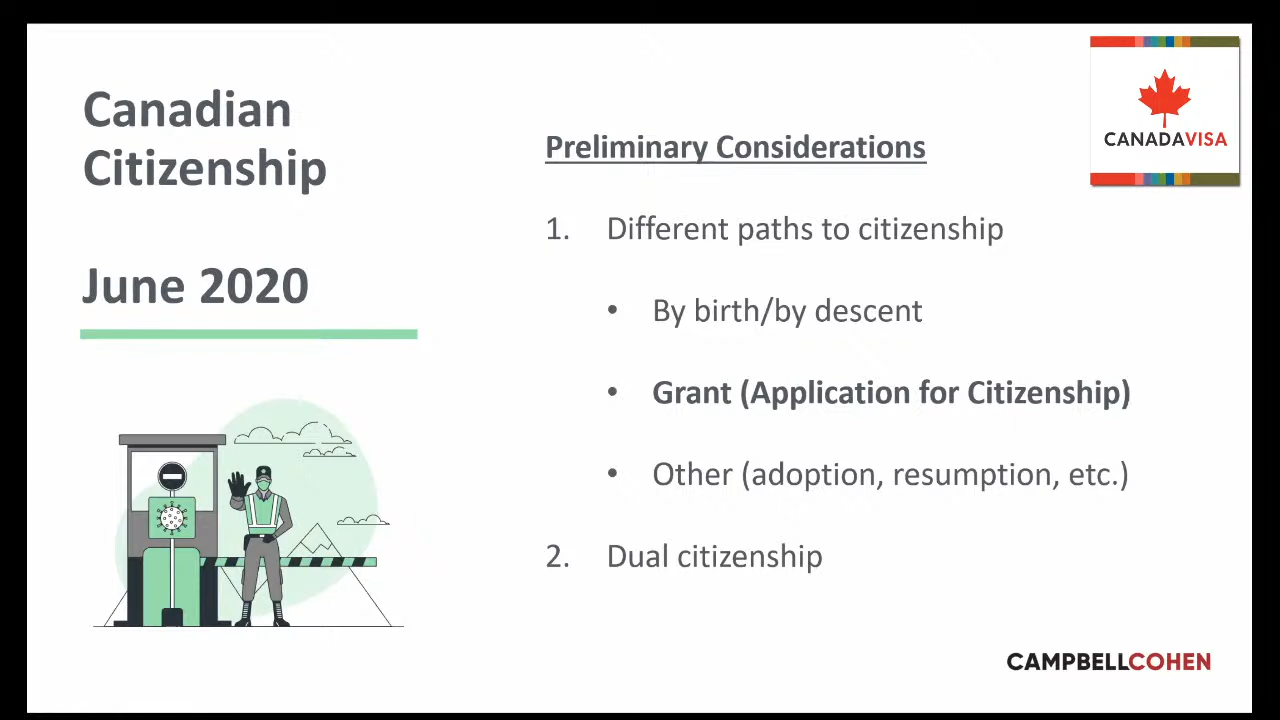 Canadian
Citizenship
June 2020
CANADAVISA
Preliminary Considerations
1. Different paths to citizenship
• By birth/by descent
• Grant (Application for Citizenship)
• Other (adoption, resumption, etc.)
2. Dual citizenship
CAMPBELLCOHEN